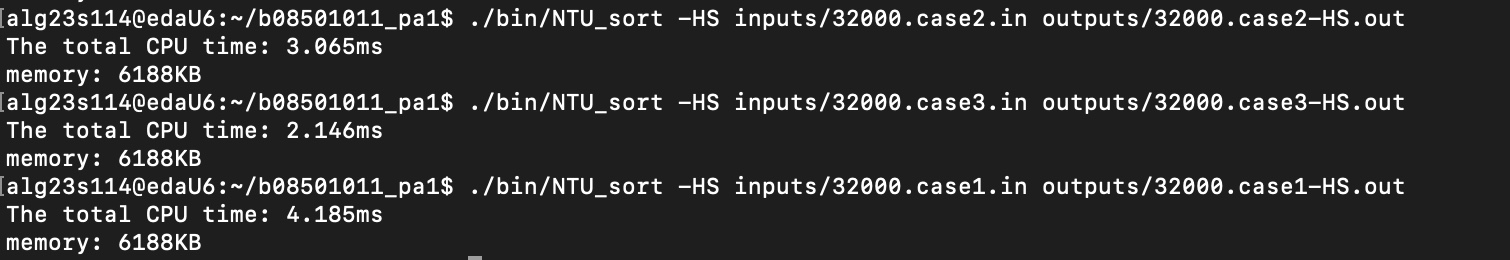 [alg23s114@edaU6:~/b08501011_pa1$ ./bin/NTU_sort -HS inputs/32000.case2.in outputs/32000.case2-HS.out
The total CPU time: 3.065ms
memory: 6188KB
[alg23s114@edaU6:~/b08501011_pa1$ ./bin/NTU_sort -HS inputs/32000.case3.in outputs/32000.case3-HS.out
The total CPU time: 2.146ms
memory: 6188KB
[alg23s114@edaU6:~/b08501011_pa1$ ./bin/NTU_sort -HS inputs/32000.case1.in outputs/32000.case1-HS.out
The total CPU time: 4.185ms
memory: 6188KB